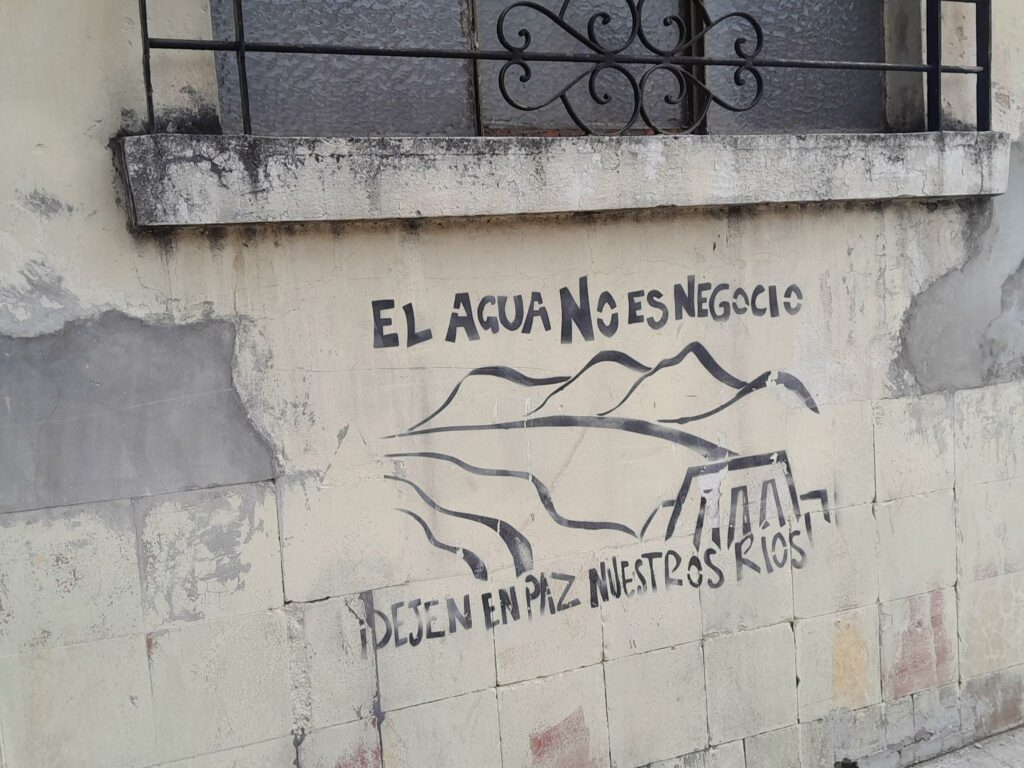 EL AGUA NO ES NEGOCIO
¡DEJEN EN PAZ NUESTROS RÍOS!